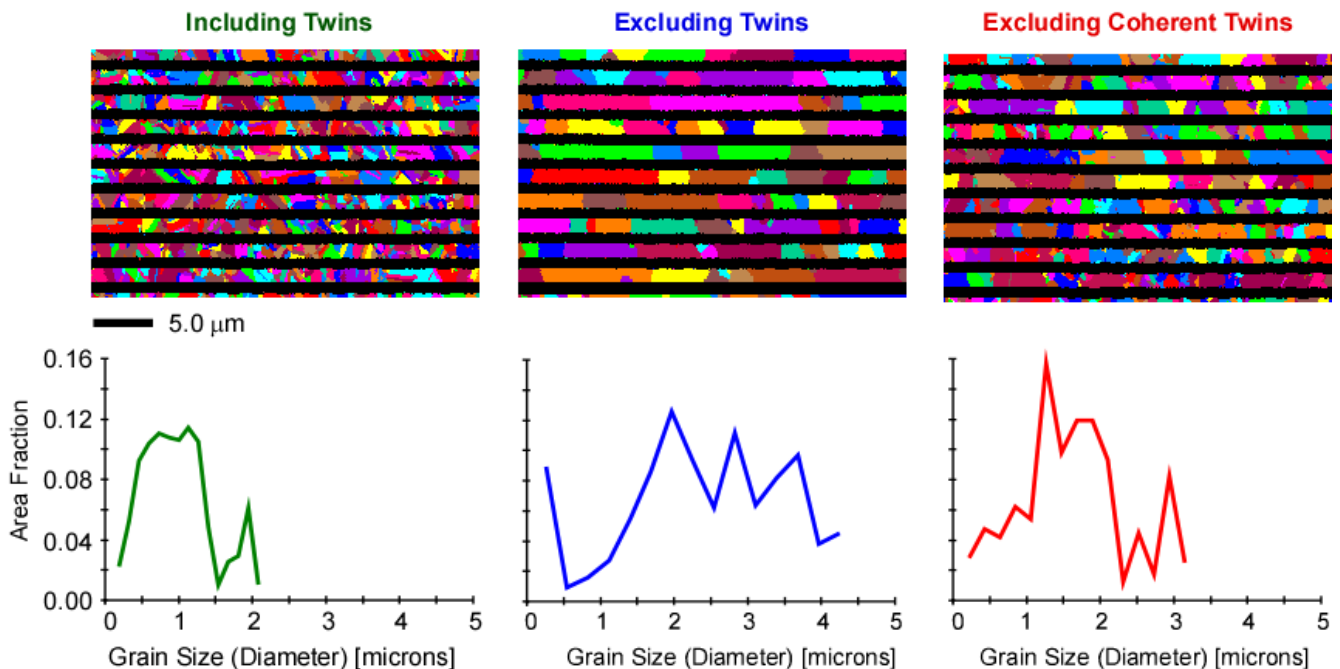 Including Twins
Excluding Twins
Excluding Coherent Twins
5.0 μm
0.16
0.12
0.08
0.04
0.00
Area Fraction
0 1 2 3 4 5
Grain Size (Diameter) [microns]
0 1 2 3 4 5
Grain Size (Diameter) [microns]
0 1 2 3 4 5
Grain Size (Diameter) [microns]